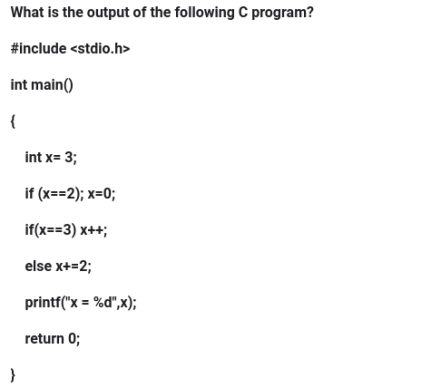 What is the output of the following C program?
#include <stdio.h>
int main()
{
int x= 3;
if (x==2); x=0;
if(x==3) x++;
else x+=2;
printf("x = %d",x);
return 0;
}